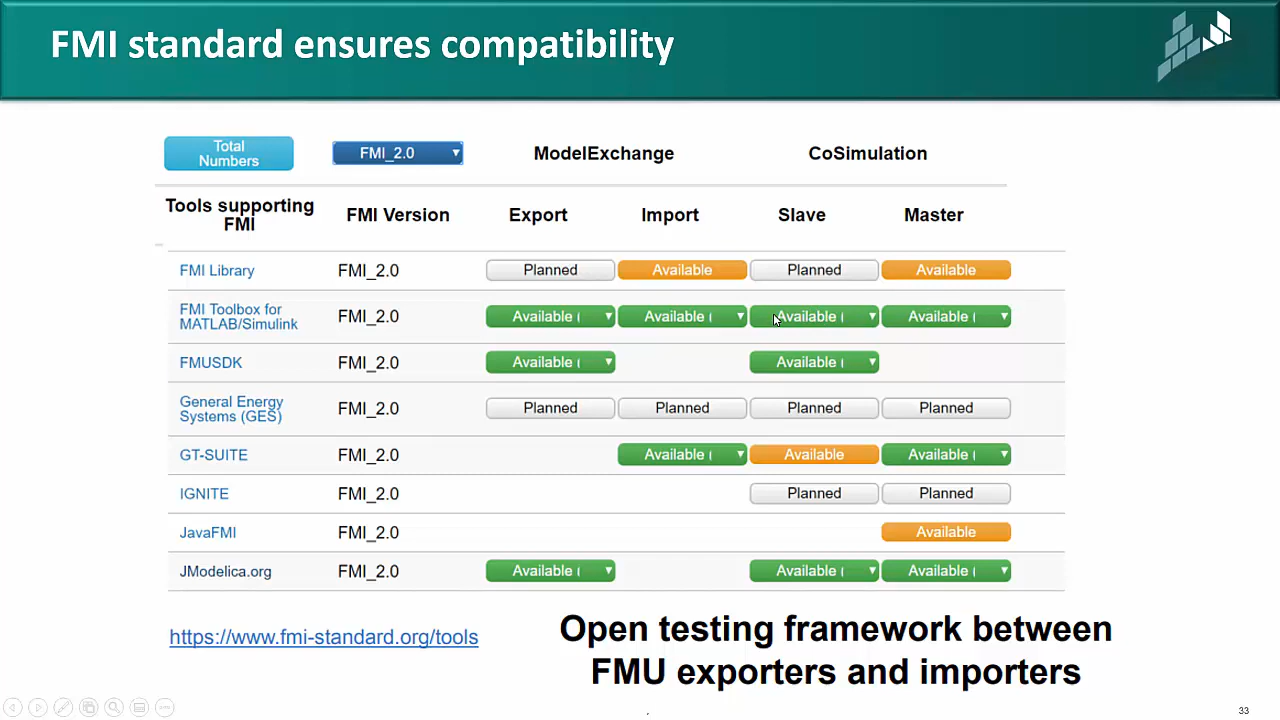 FMI standard ensures compatibility
Total
Numbers
FMI_2.0
ModelExchange
CoSimulation
Tools supporting
FMI
FMI Version
Export
Import
Slave
Master
FMI Library
FMI_2.0
Planned
Available
Planned
Available
FMI Toolbox for
MATLAB/Simulink
FMI_2.0
Available (
Available (
Available (
Available (
FMUSDK
FMI_2.0
Available (
Available (
General Energy
Systems (GES)
FMI_2.0
Planned
Planned
Planned
Planned
GT-SUITE
FMI_2.0
Available (
Available
Available (
IGNITE
FMI_2.0
Planned
Planned
JavaFMI
FMI_2.0
Available
JModelica.org
FMI_2.0
Available (
Available (
Available (
https://www.fmi-standard.org/tools
Open testing framework between
FMU exporters and importers
33